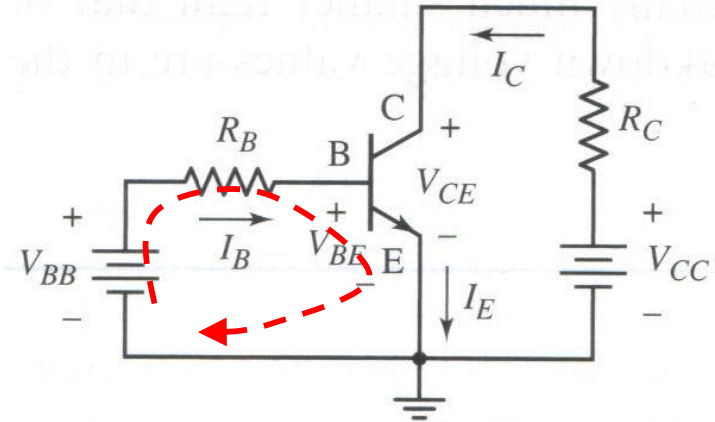 I_C
C
+
R_C
R_B
B
V_CE
+
+
+
V_BB
I_B
V_BE
–
E
V_CC
–
–
I_E
–